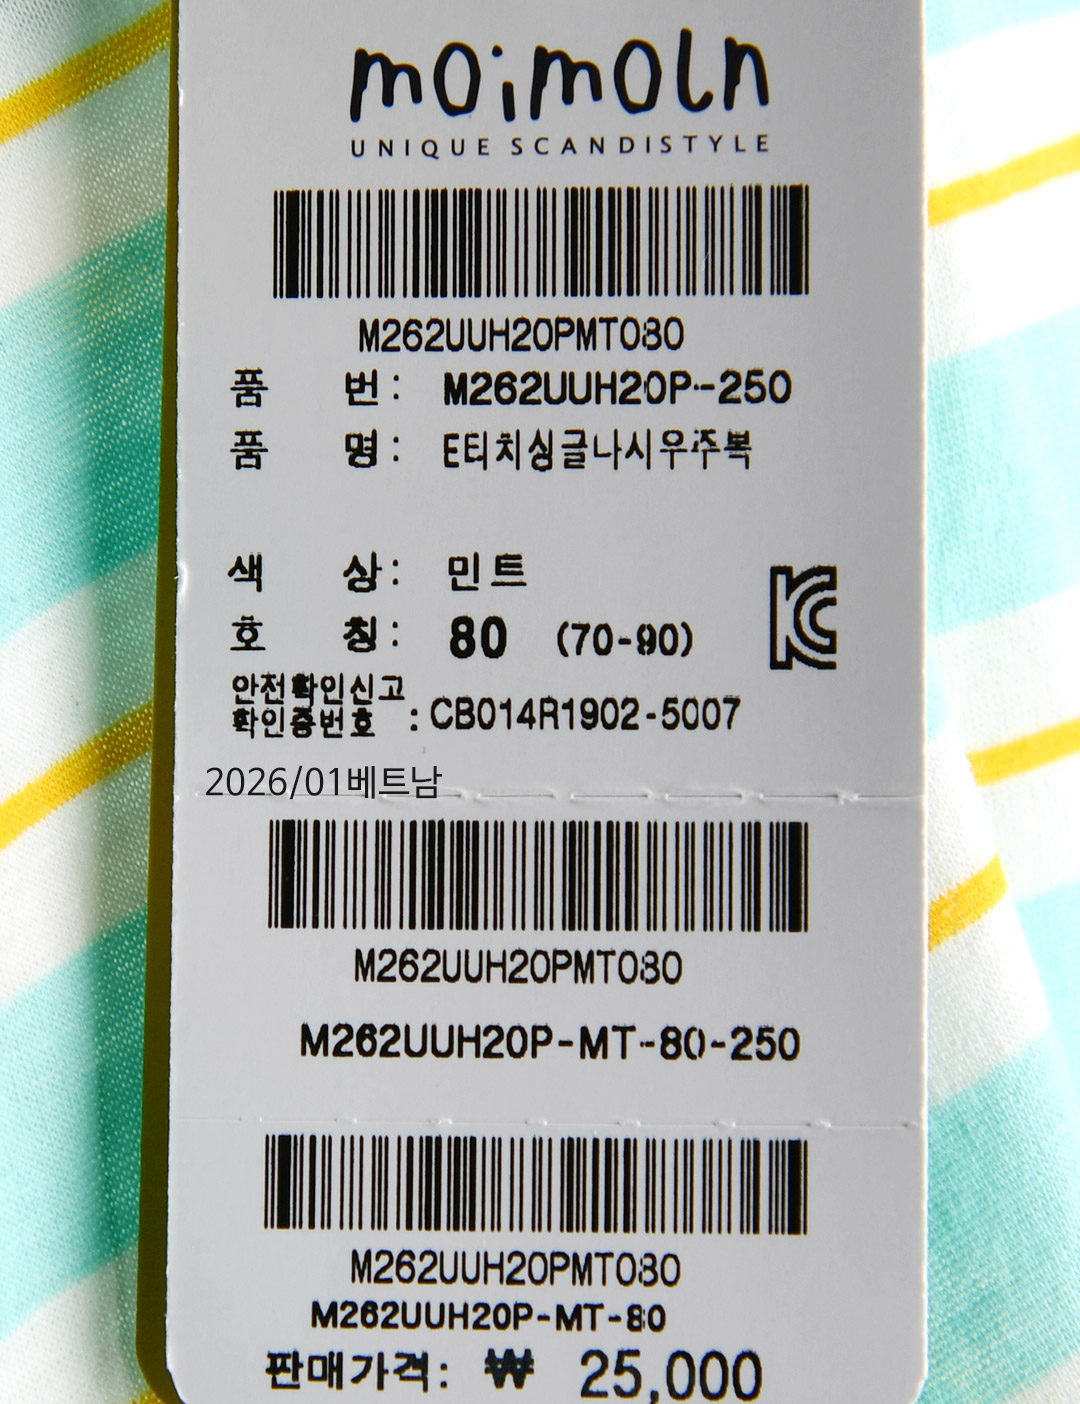 moimoln
UNIQUE SCANDISTYLE
M262UUH20PMT080
품 번 : M262UUH20P-250
품 명 : E티치싱글나시우주복
색 상 : 민트
호 칭 : 80 (70-90)
안전확인신고
확인증번호 : CB014R1902-5007
2026/01베트남
M262UUH20PMT080
M262UUH20P-MT-80-250
M262UUH20PMT080
M262UUH20P-MT-80
판매가격: ₩ 25,000